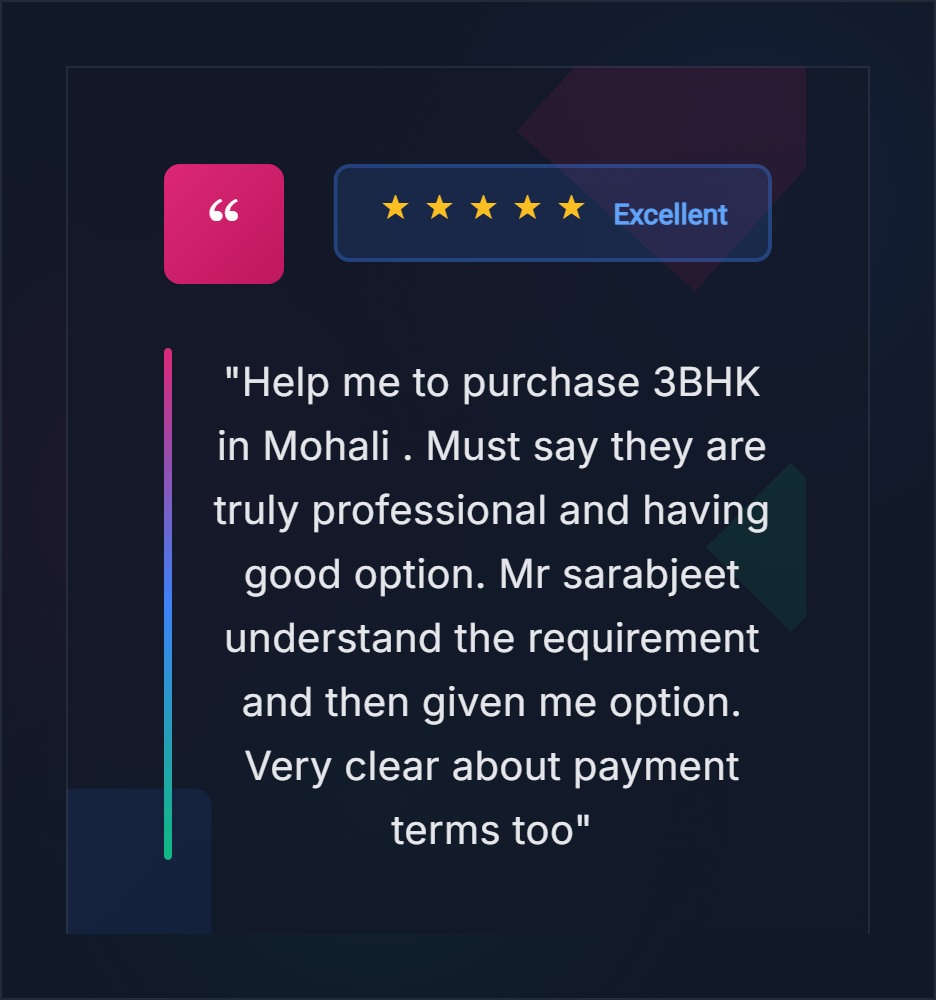 “
★ ★ ★ ★ ★ Excellent
"Help me to purchase 3BHK
in Mohali . Must say they are
truly professional and having
good option. Mr sarabjeet
understand the requirement
and then given me option.
Very clear about payment
terms too"